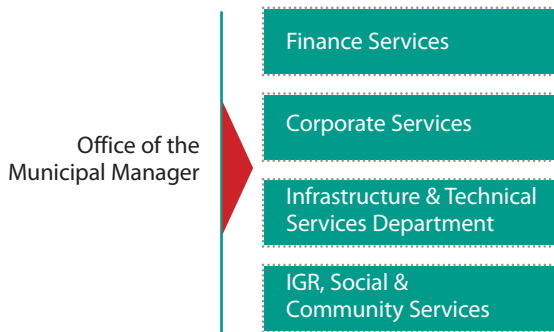 Office of the
Municipal Manager
Finance Services
Corporate Services
Infrastructure & Technical
Services Department
IGR, Social &
Community Services